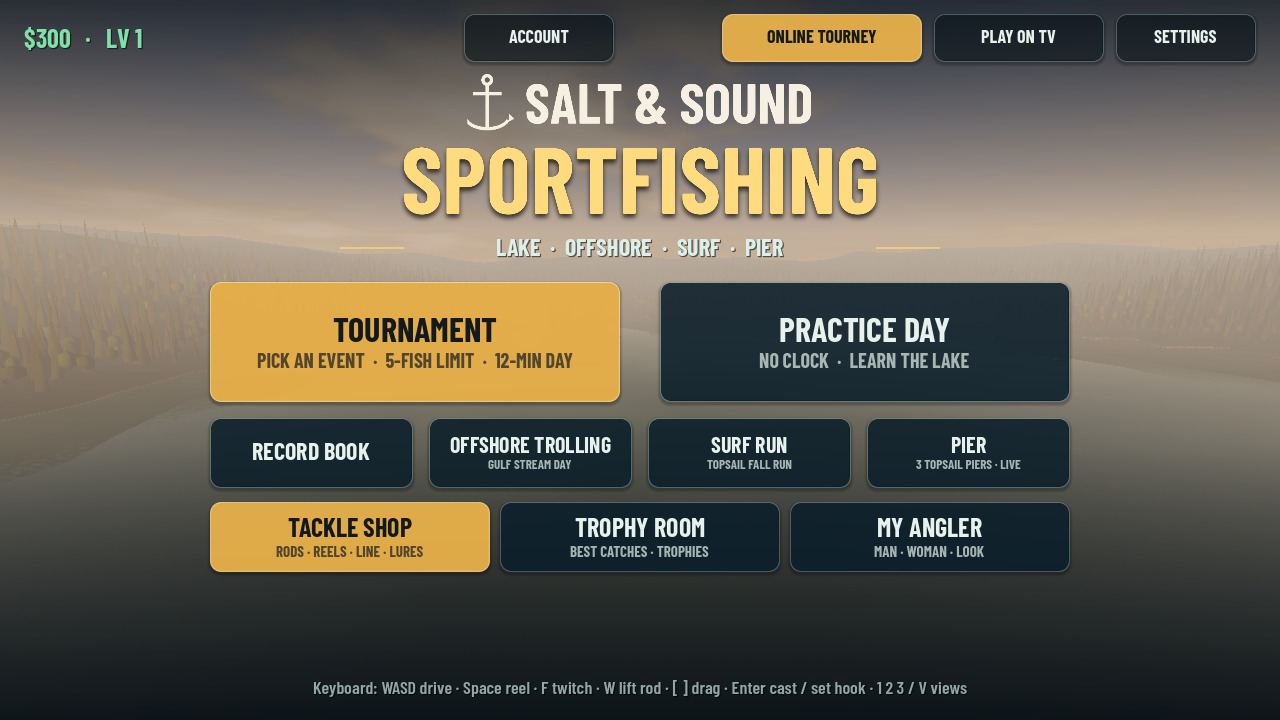 $300 · LV 1
ACCOUNT
ONLINE TOURNEY
PLAY ON TV
SETTINGS
SALT & SOUND
SPORTFISHING
LAKE · OFFSHORE · SURF · PIER
TOURNAMENT
PICK AN EVENT · 5-FISH LIMIT · 12-MIN DAY
PRACTICE DAY
NO CLOCK · LEARN THE LAKE
RECORD BOOK
OFFSHORE TROLLING
GULF STREAM DAY
SURF RUN
TOPSAIL FALL RUN
PIER
3 TOPSAIL PIERS · LIVE
TACKLE SHOP
RODS · REELS · LINE · LURES
TROPHY ROOM
BEST CATCHES · TROPHIES
MY ANGLER
MAN · WOMAN · LOOK
Keyboard: WASD drive · Space reel · F twitch · W lift rod · [ ] drag · Enter cast / set hook · 1 2 3 / V views